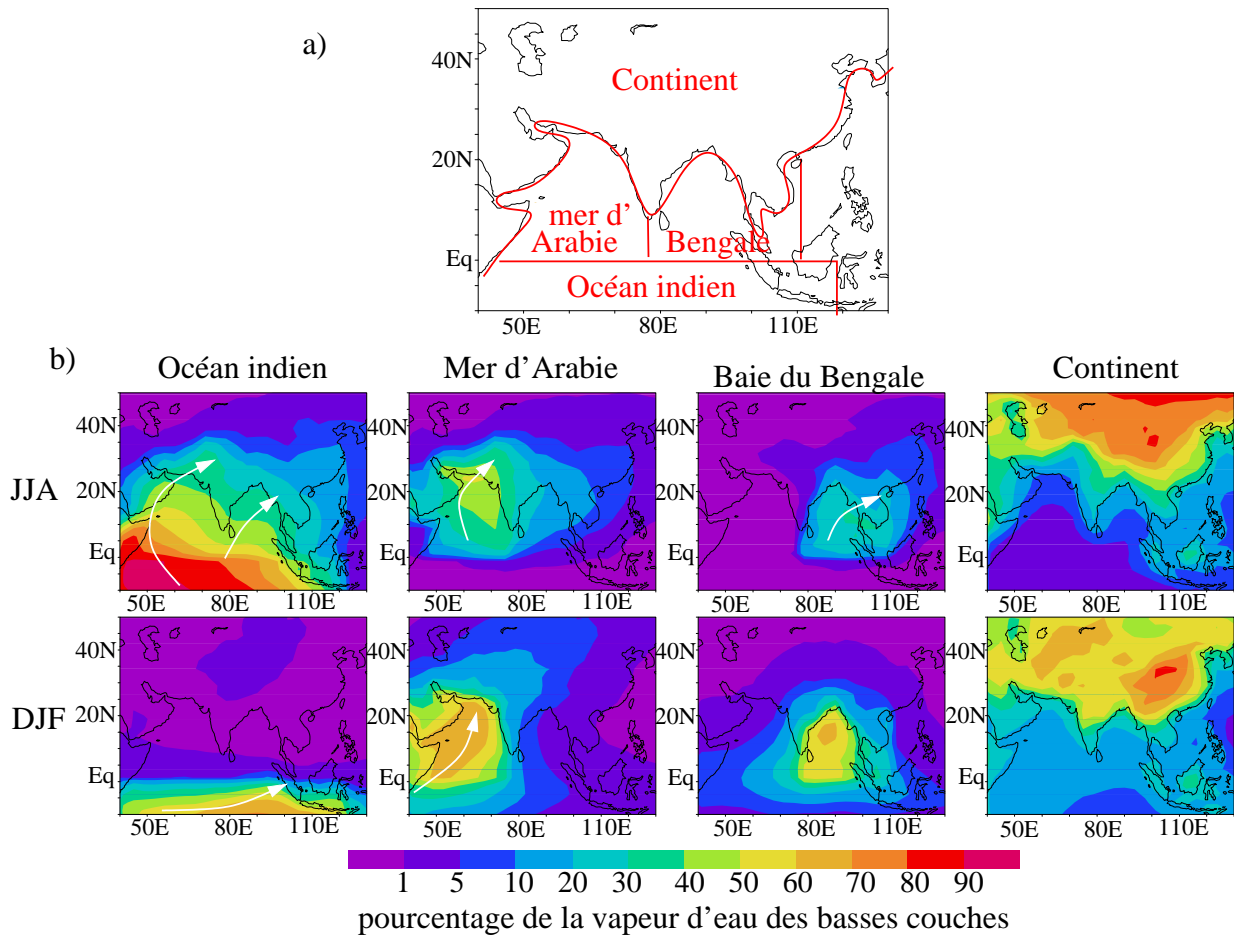 a)
40N
20N
Eq
50E 80E 110E
Continent
mer d'
Arabie
Bengale
Océan indien
b)
Océan indien Mer d'Arabie Baie du Bengale Continent
JJA
40N 40N 40N 40N
20N 20N 20N 20N
Eq Eq Eq Eq
50E 80E 110E 50E 80E 110E 50E 80E 110E 50E 80E 110E
DJF
40N 40N 40N 40N
20N 20N 20N 20N
Eq Eq Eq Eq
50E 80E 110E 50E 80E 110E 50E 80E 110E 50E 80E 110E
1 5 10 20 30 40 50 60 70 80 90
pourcentage de la vapeur d'eau des basses couches